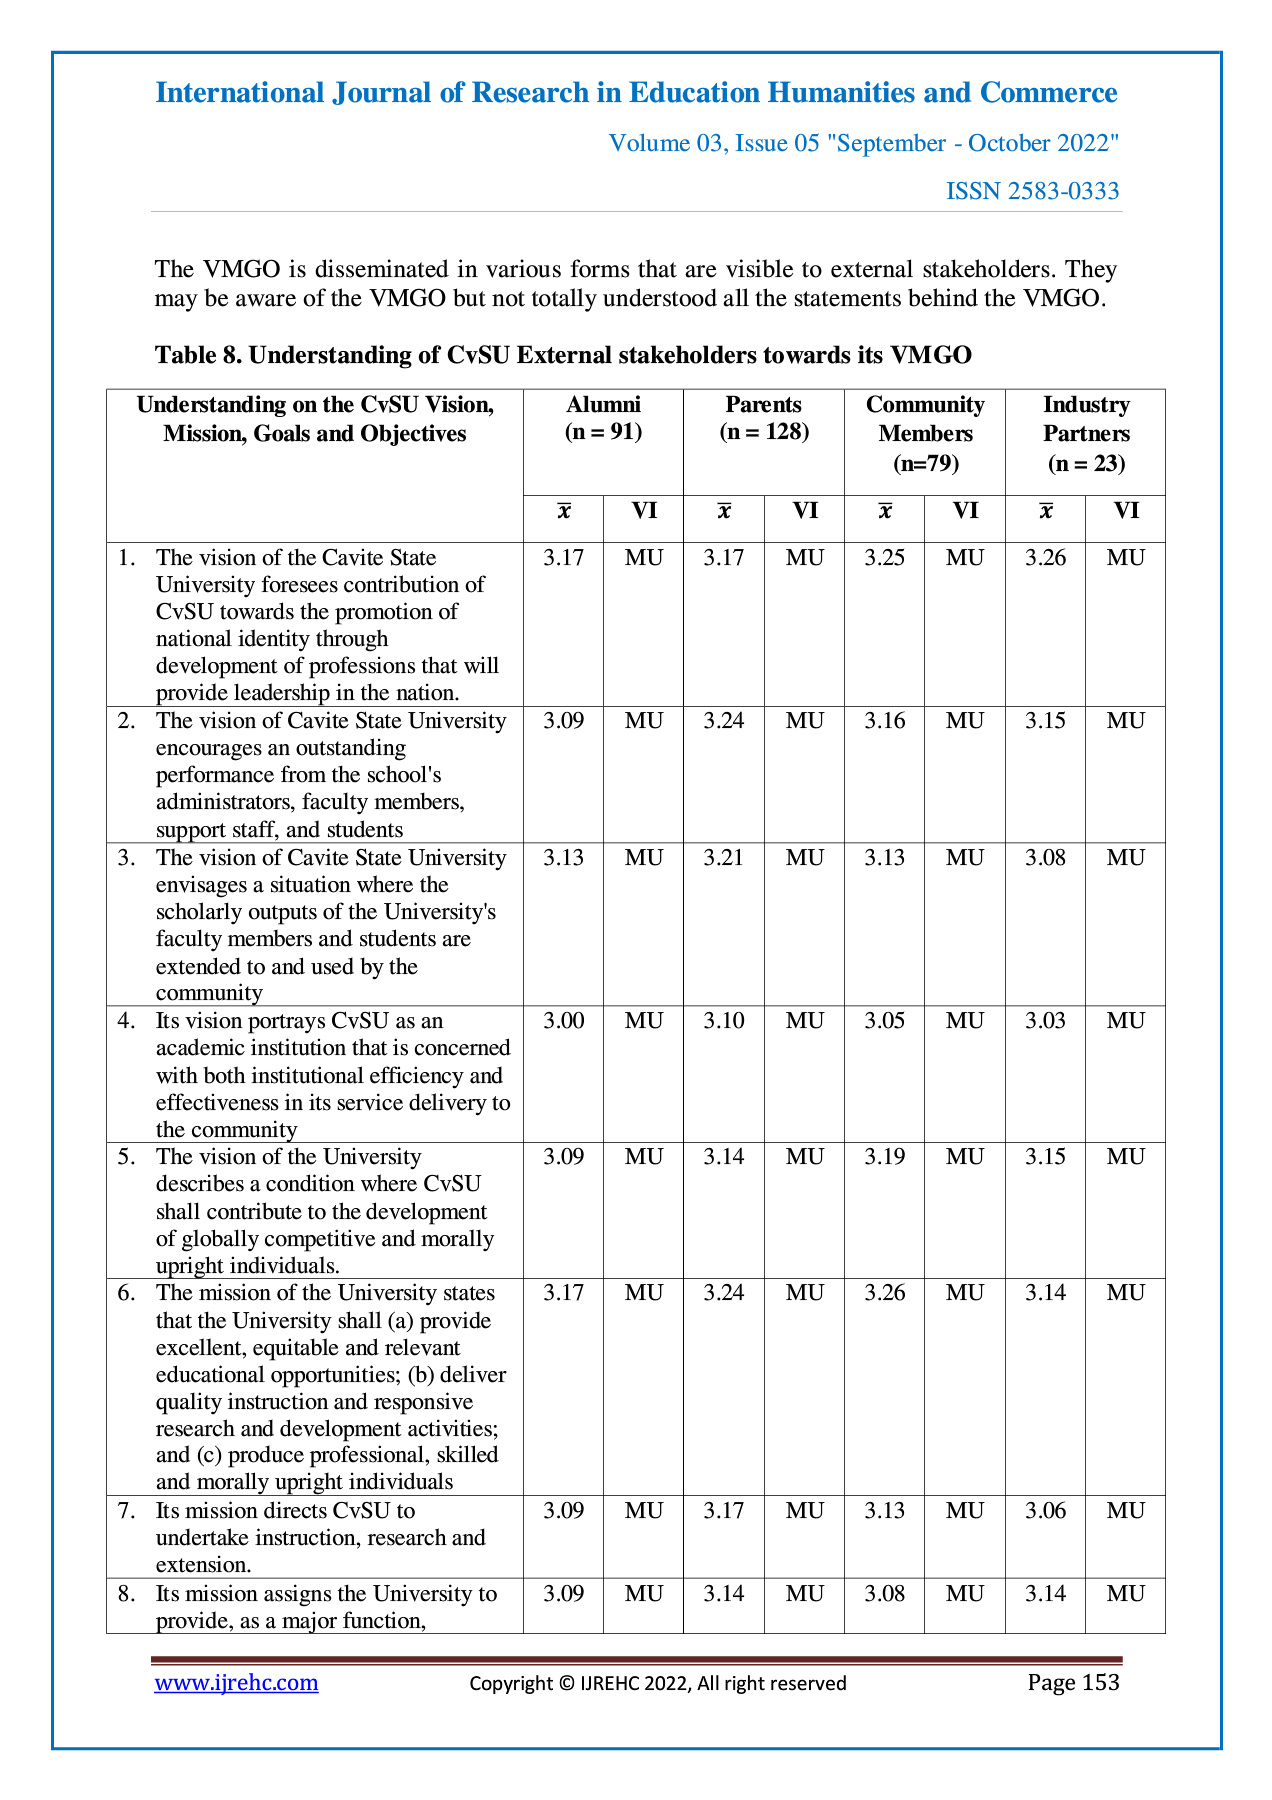 International Journal of Research in Education Humanities and Commerce
Volume 03, Issue 05 "September - October 2022"
ISSN 2583-0333
The VMGO is disseminated in various forms that are visible to external stakeholders. They
may be aware of the VMGO but not totally understood all the statements behind the VMGO.
Table 8. Understanding of CvSU External stakeholders towards its VMGO
Understanding on the CvSU Vision,
Mission, Goals and Objectives
Alumni
(n = 91)
Parents
(n = 128)
Community
Members
(n=79)
Industry
Partners
(n = 23)
x̅ VI x̅ VI x̅ VI x̅ VI
1. The vision of the Cavite State 3.17 MU 3.17 MU 3.25 MU 3.26 MU
University foresees contribution of
CvSU towards the promotion of
national identity through
development of professions that will
provide leadership in the nation.
2. The vision of Cavite State University 3.09 MU 3.24 MU 3.16 MU 3.15 MU
encourages an outstanding
performance from the school's
administrators, faculty members,
support staff, and students
3. The vision of Cavite State University 3.13 MU 3.21 MU 3.13 MU 3.08 MU
envisages a situation where the
scholarly outputs of the University's
faculty members and students are
extended to and used by the
community
4. Its vision portrays CvSU as an 3.00 MU 3.10 MU 3.05 MU 3.03 MU
academic institution that is concerned
with both institutional efficiency and
effectiveness in its service delivery to
the community
5. The vision of the University 3.09 MU 3.14 MU 3.19 MU 3.15 MU
describes a condition where CvSU
shall contribute to the development
of globally competitive and morally
upright individuals.
6. The mission of the University states 3.17 MU 3.24 MU 3.26 MU 3.14 MU
that the University shall (a) provide
excellent, equitable and relevant
educational opportunities; (b) deliver
quality instruction and responsive
research and development activities;
and (c) produce professional, skilled
and morally upright individuals
7. Its mission directs CvSU to 3.09 MU 3.17 MU 3.13 MU 3.06 MU
undertake instruction, research and
extension.
8. Its mission assigns the University to 3.09 MU 3.14 MU 3.08 MU 3.14 MU
provide, as a major function,
www.ijrehc.com Copyright © IJREHC 2022, All right reserved Page 153